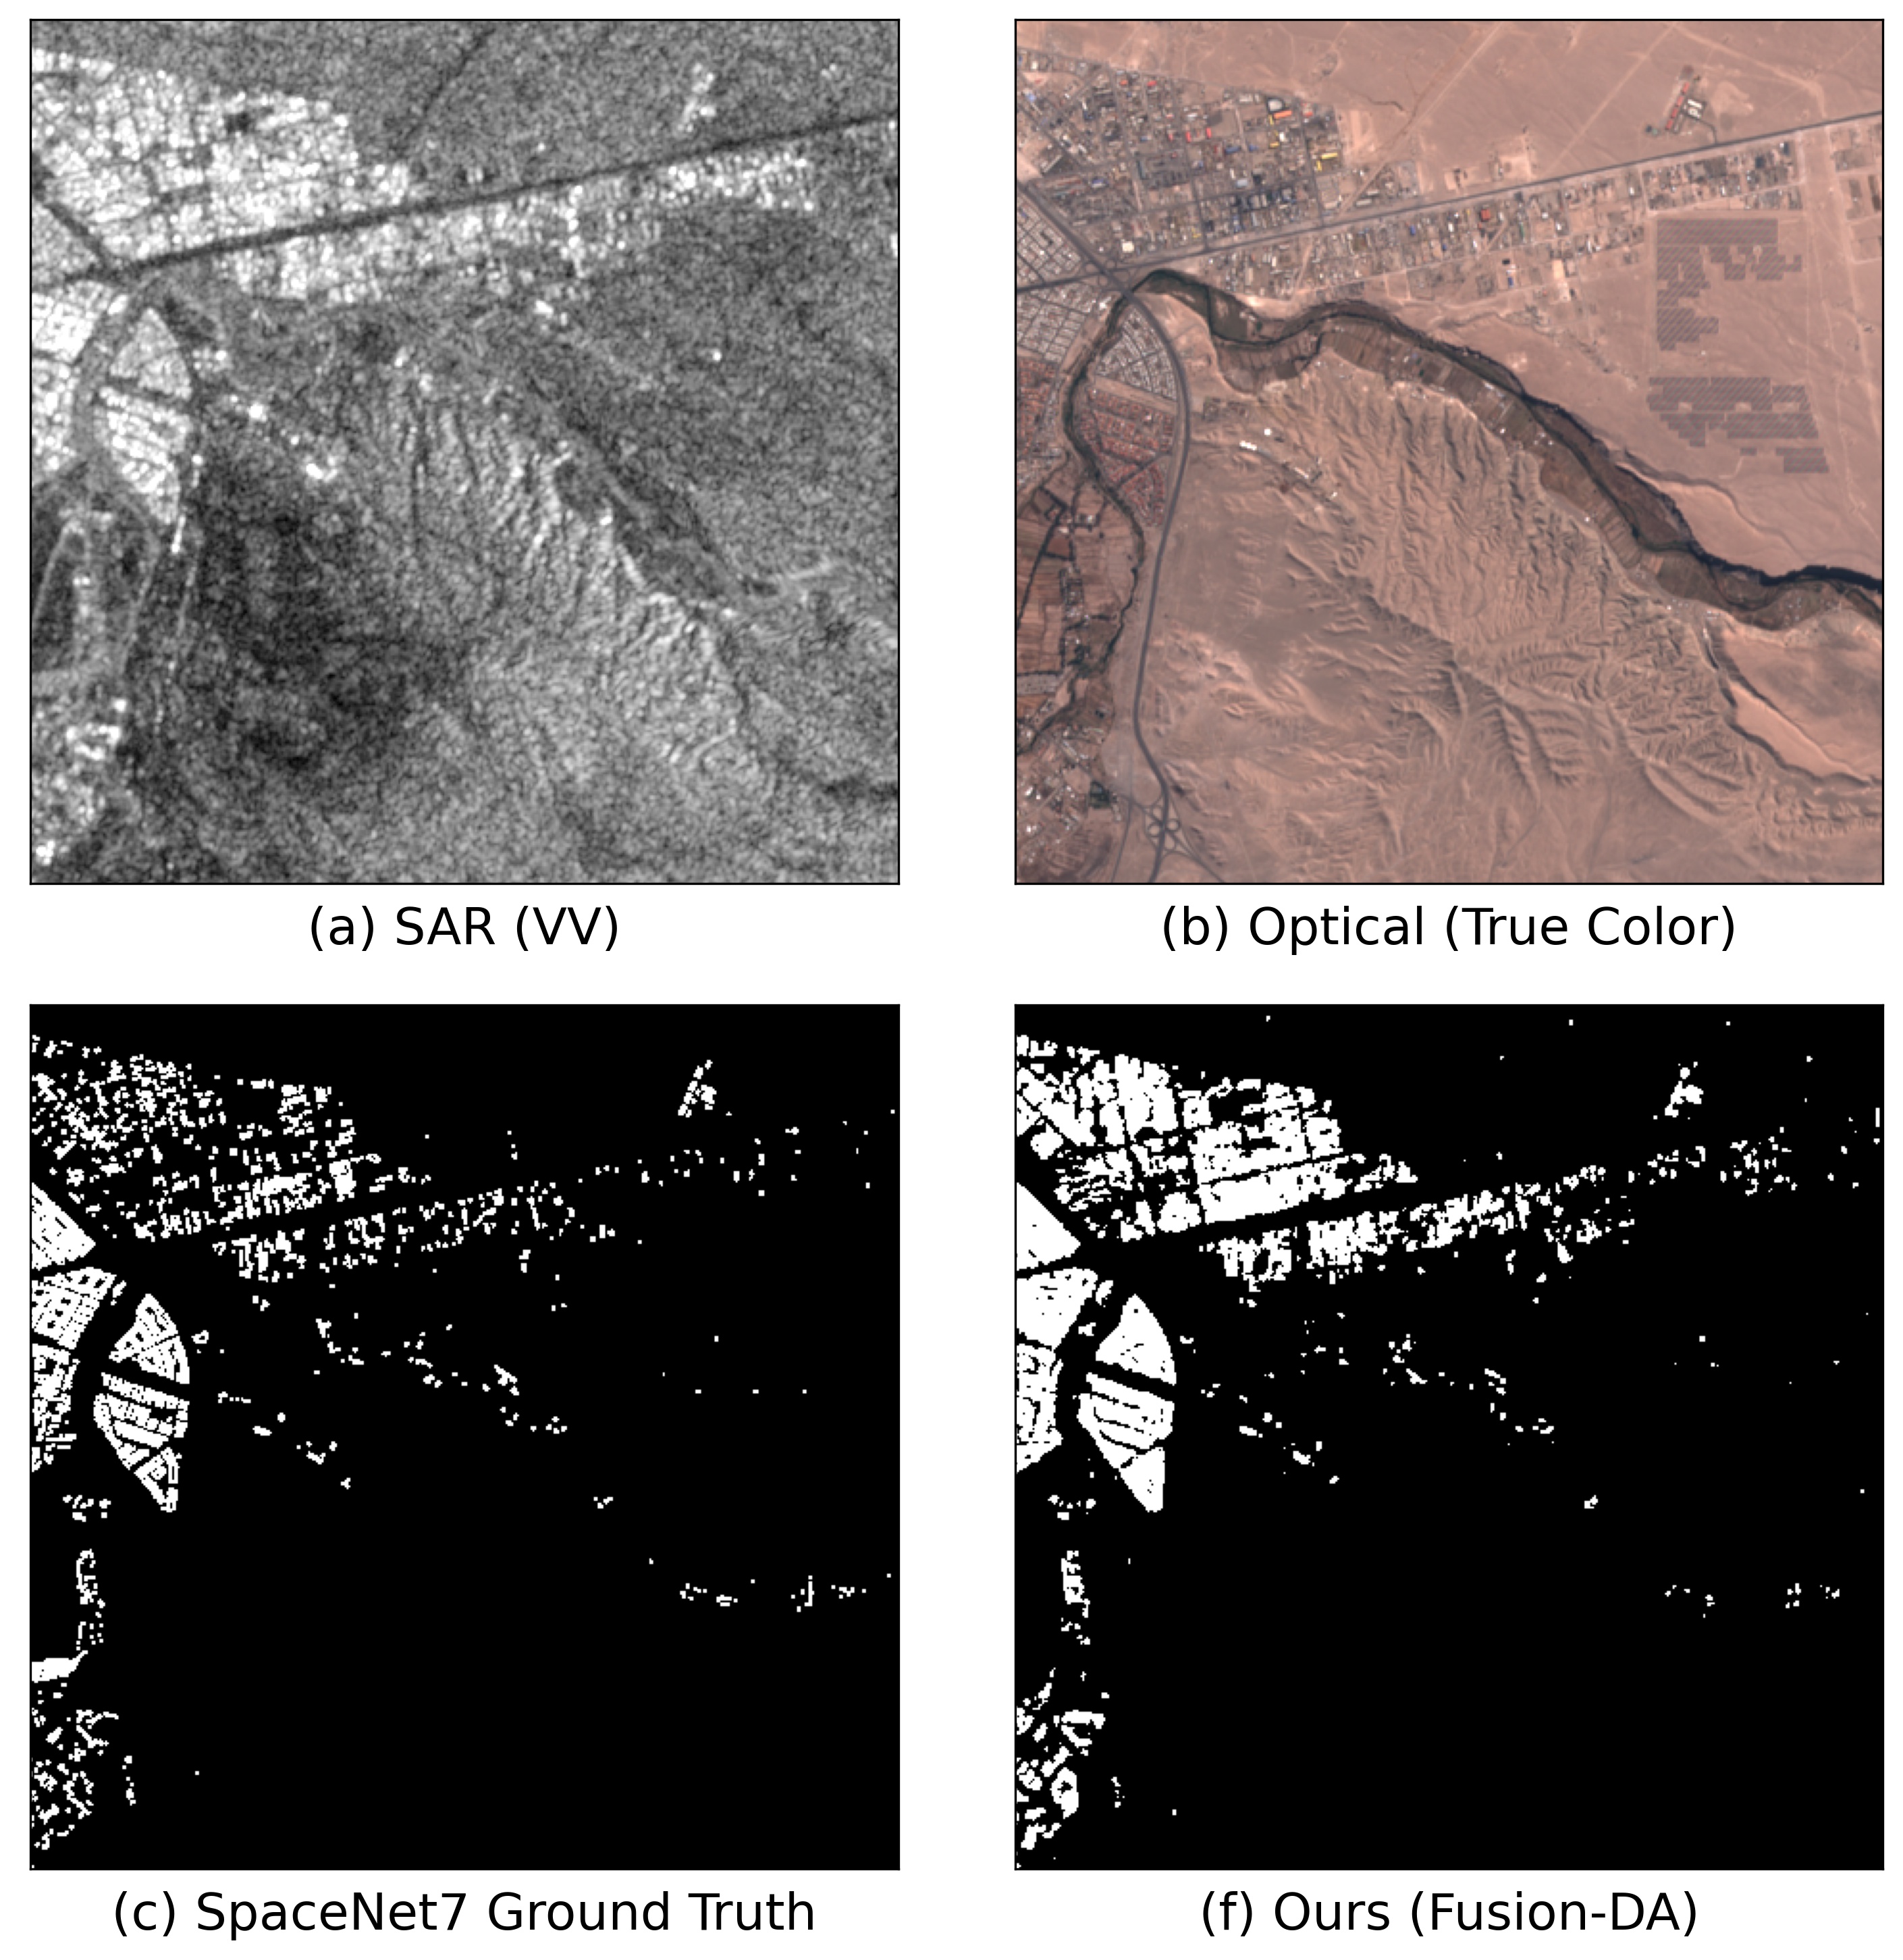 (a) SAR (VV)
(b) Optical (True Color)
(c) SpaceNet7 Ground Truth
(f) Ours (Fusion-DA)